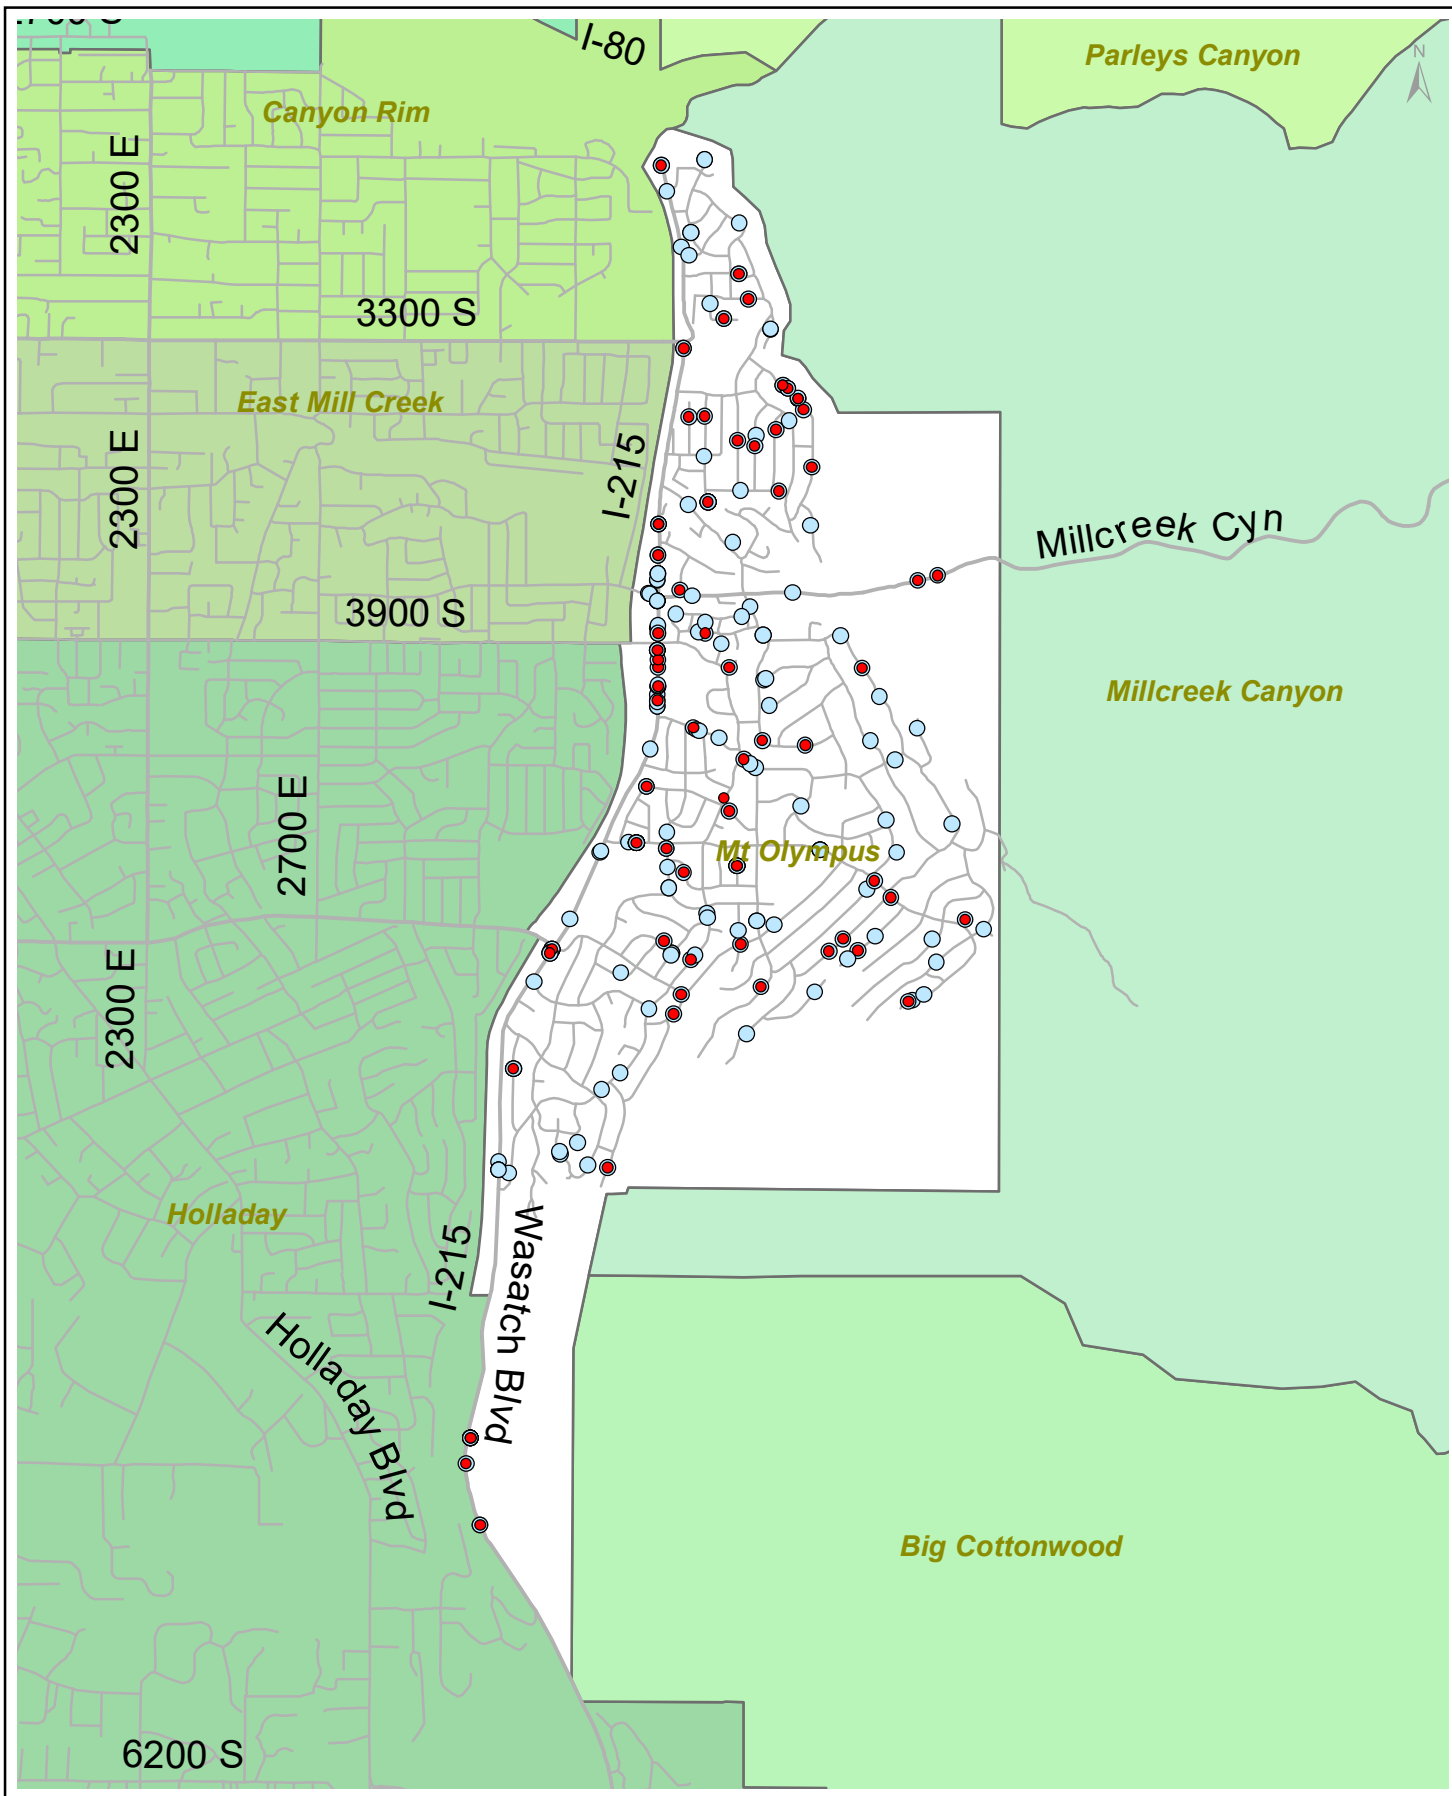 I-80
Parleys Canyon
N
Canyon Rim
2300 E
3300 S
East Mill Creek
2300 E
I-215
Millcreek Cyn
3900 S
Millcreek Canyon
2700 E
Mt Olympus
2300 E
Holladay
I-215
Wasatch Blvd
Holladay Blvd
Big Cottonwood
6200 S